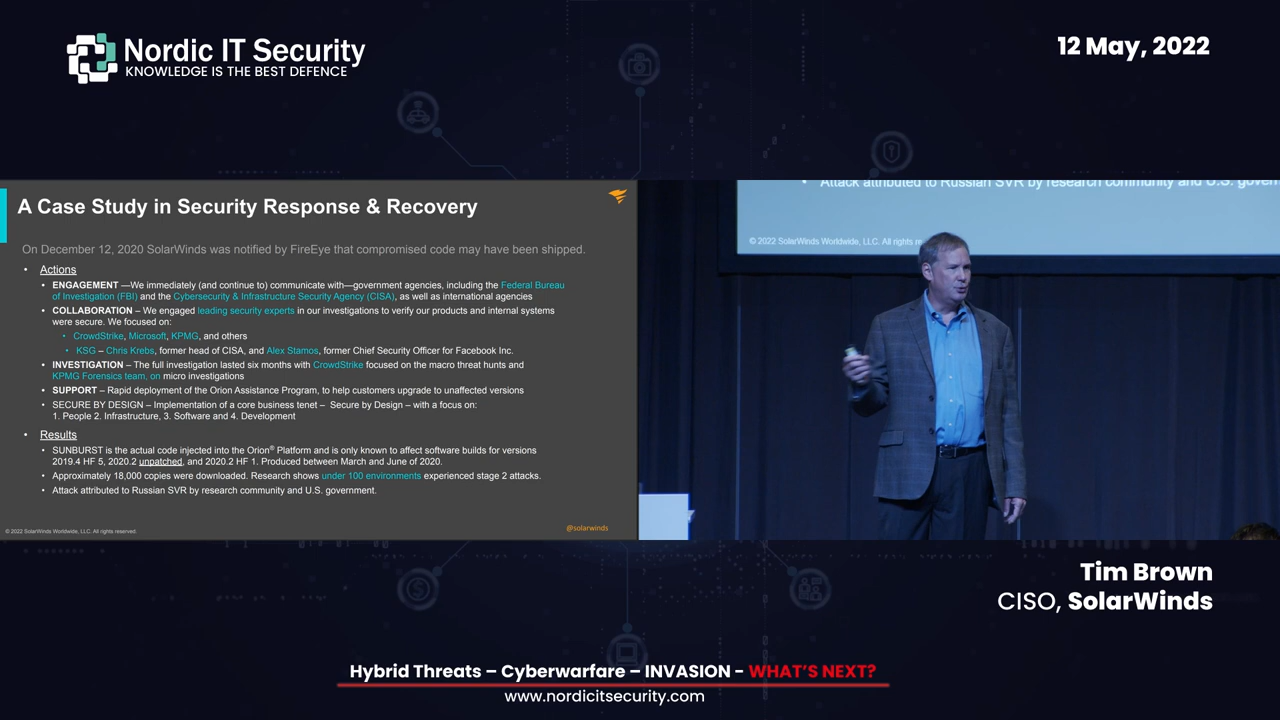 Nordic IT Security
KNOWLEDGE IS THE BEST DEFENCE
12 May, 2022
A Case Study in Security Response & Recovery
On December 12, 2020 SolarWinds was notified by FireEye that compromised code may have been shipped.
• Actions
• ENGAGEMENT —We immediately (and continue to) communicate with—government agencies, including the Federal Bureau
of Investigation (FBI) and the Cybersecurity & Infrastructure Security Agency (CISA), as well as international agencies
• COLLABORATION – We engaged leading security experts in our investigations to verify our products and internal systems
were secure. We focused on:
• CrowdStrike, Microsoft, KPMG, and others
• KSG – Chris Krebs, former head of CISA, and Alex Stamos, former Chief Security Officer for Facebook Inc.
• INVESTIGATION – The full investigation lasted six months with CrowdStrike focused on the macro threat hunts and
KPMG Forensics team, on micro investigations
• SUPPORT – Rapid deployment of the Orion Assistance Program, to help customers upgrade to unaffected versions
• SECURE BY DESIGN – Implementation of a core business tenet – Secure by Design – with a focus on:
1. People 2. Infrastructure, 3. Software and 4. Development
• Results
• SUNBURST is the actual code injected into the Orion® Platform and is only known to affect software builds for versions
2019.4 HF 5, 2020.2 unpatched, and 2020.2 HF 1. Produced between March and June of 2020.
• Approximately 18,000 copies were downloaded. Research shows under 100 environments experienced stage 2 attacks.
• Attack attributed to Russian SVR by research community and U.S. government.
© 2022 SolarWinds Worldwide, LLC. All rights reserved.
@solarwinds
• Attack attributed to Russian SVR by research community and U.S. govern
© 2022 SolarWinds Worldwide, LLC. All rights re
Tim Brown
CISO, SolarWinds
Hybrid Threats – Cyberwarfare – INVASION – WHAT'S NEXT?
www.nordicitsecurity.com